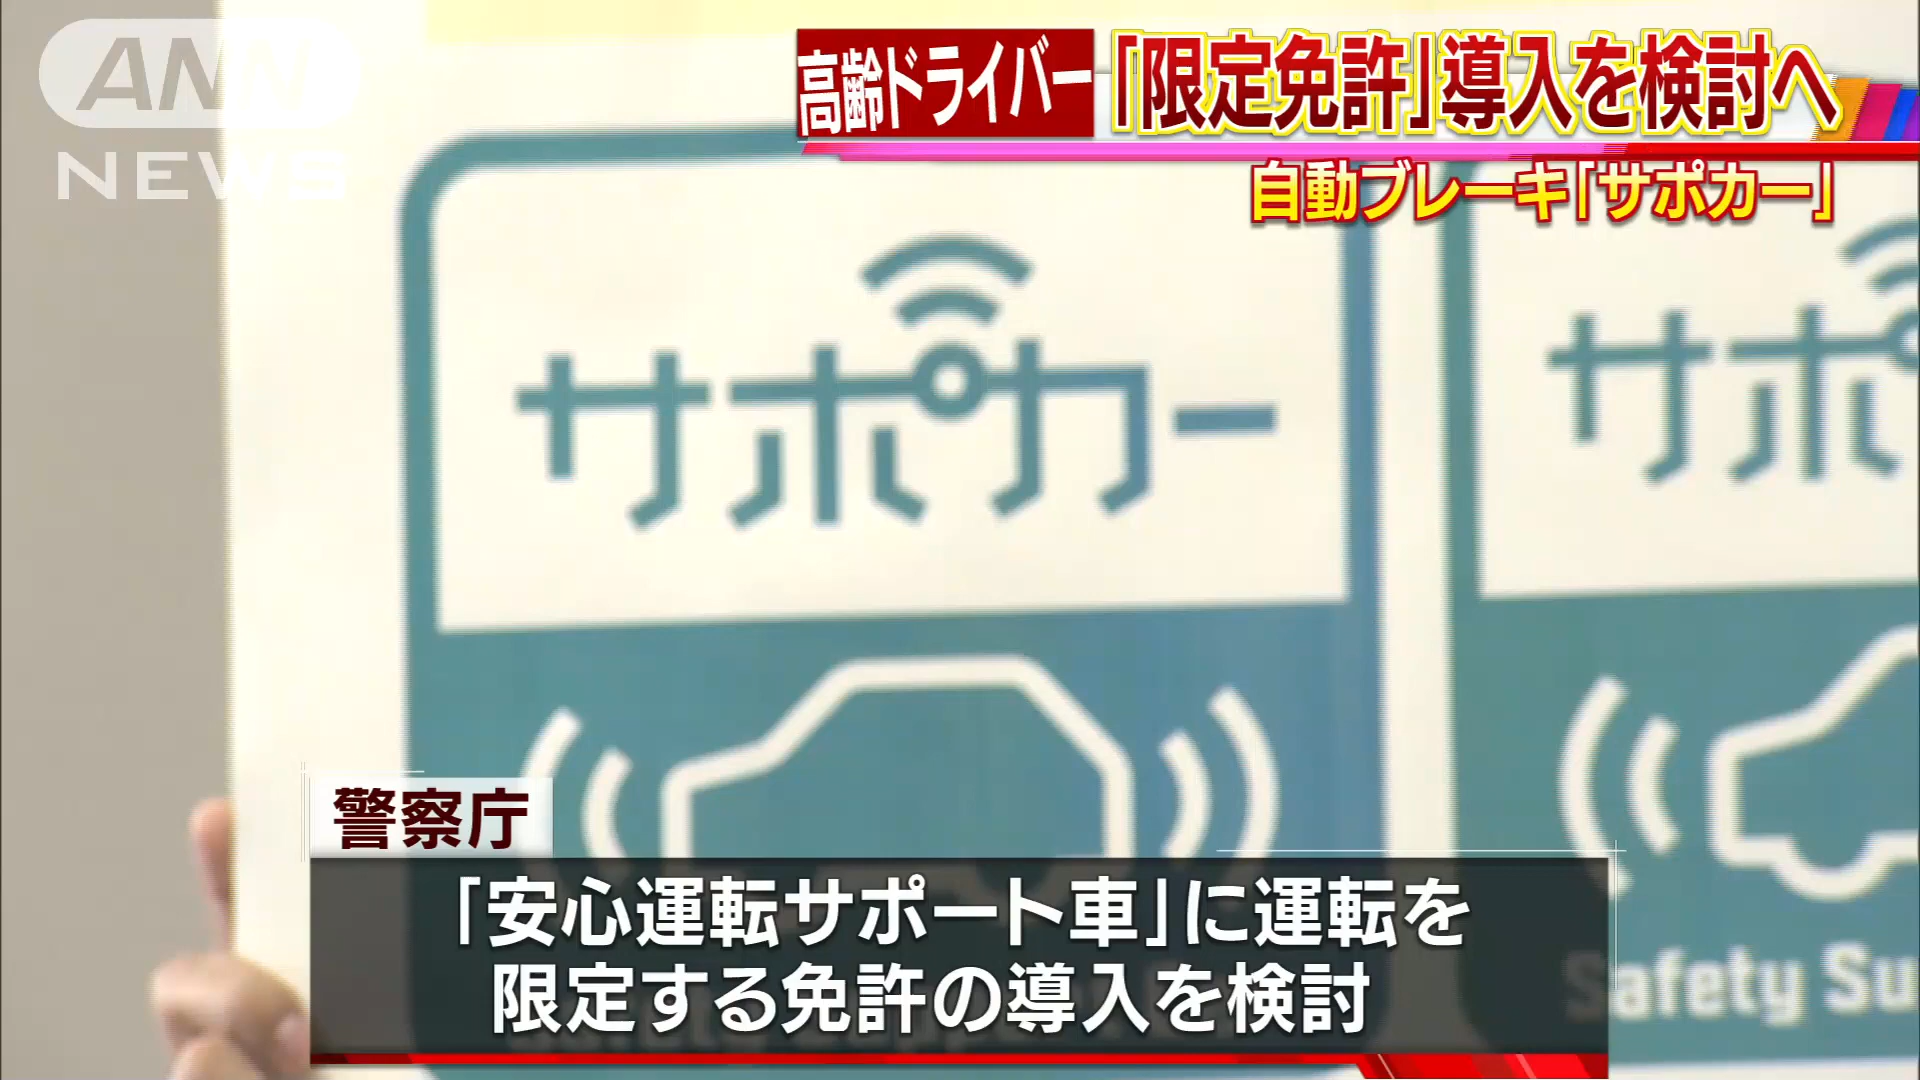 ANN
NEWS
高齢ドライバー 「限定免許」導入を検討へ
自動ブレーキ「サポカー」
サポカー
サポ
警察庁
「安心運転サポート車」に運転を
限定する免許の導入を検討
Safety Su